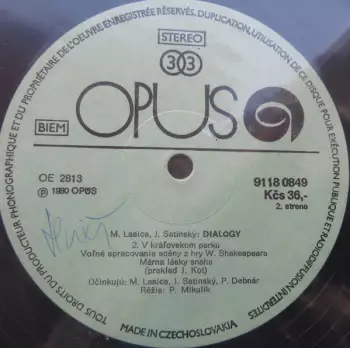 TOUS DROITS DU PRODUCTEUR PHONOGRAPHIQUE ET DU PROPRIÉTAIRE DE L'OEUVRE ENREGISTRÉE RÉSERVÉS. DUPLICATION, UTILISATION DE CE DISQUE POUR EXÉCUTION PUBLIQUE ET RADIODIFFUSION INTERDITES
STEREO
33
OPUS
BIEM
OE 2813
9118 0849
℗ 1980 OPUS
Kčs 36,-
2. strana
M. Lasica, J. Satinský: DIALOGY
2. V kráľovskom parku
Voľné spracovanie scény z hry W. Shakespeara
Márna lásky snaha
(preklad J. Kot)
Účinkujú: M. Lasica, J. Satinský, P. Debnár
Réžia: P. Mikulík
MADE IN CZECHOSLOVAKIA